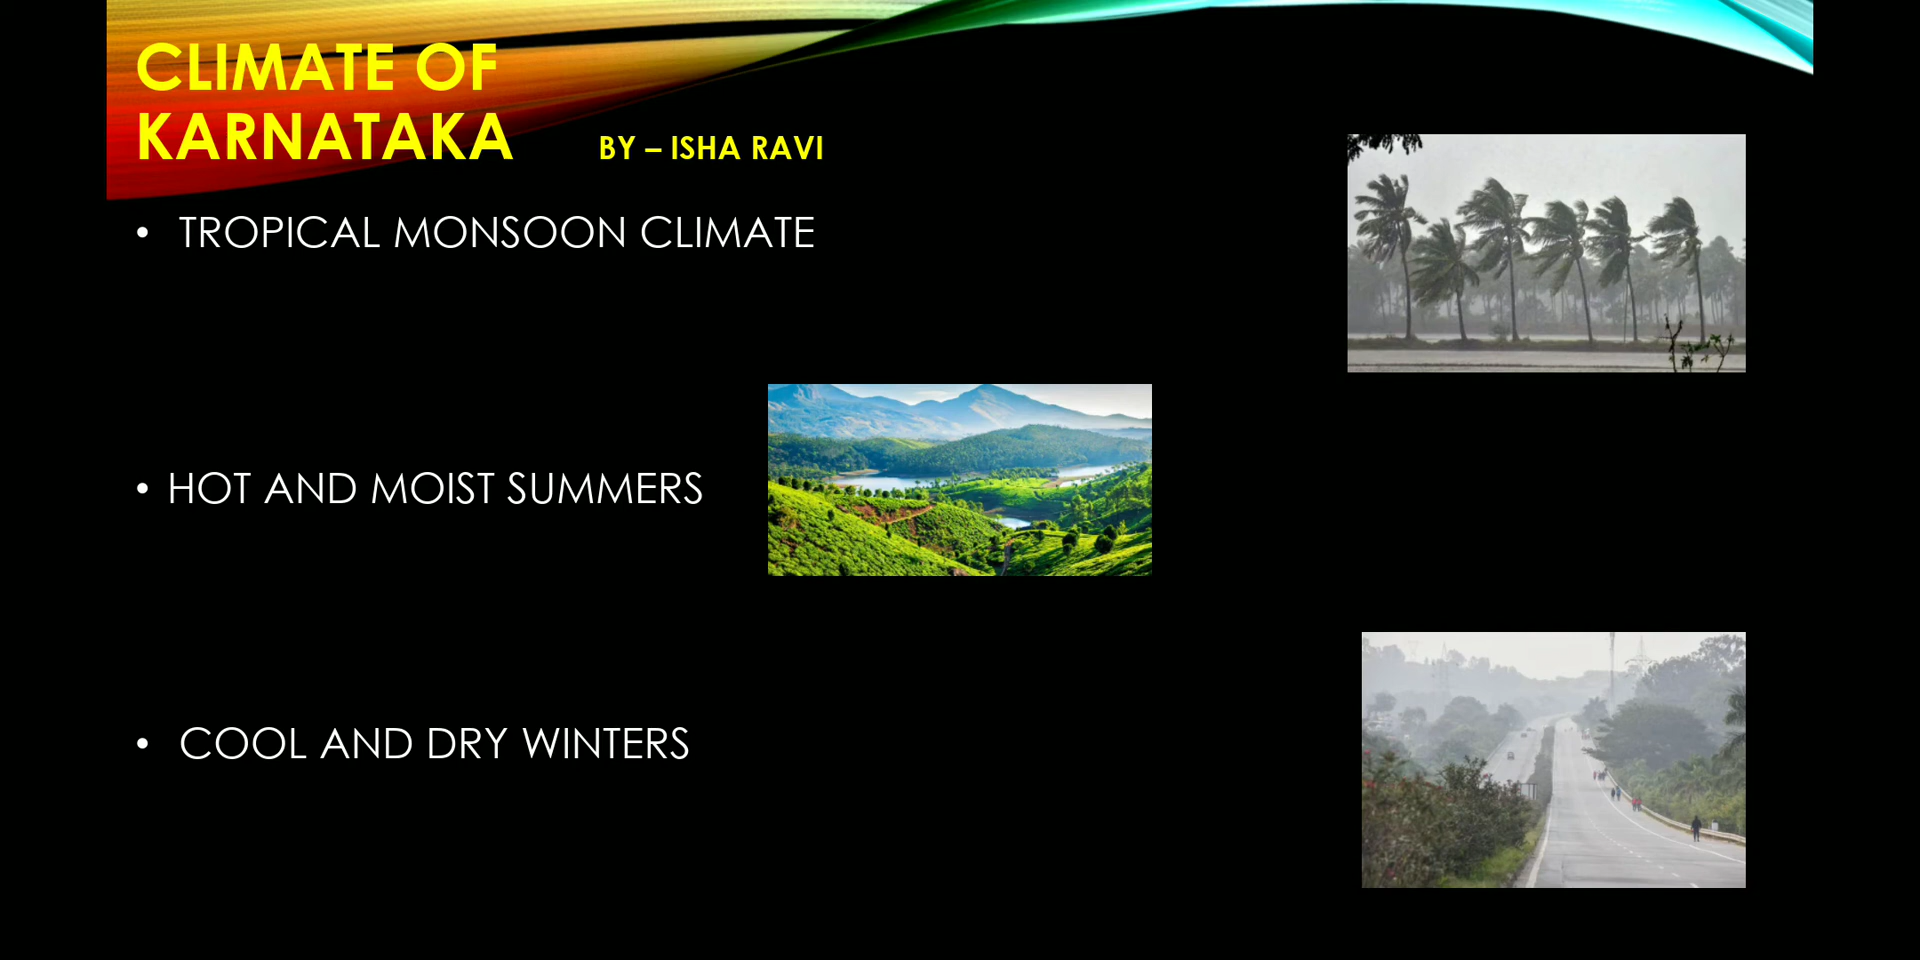 CLIMATE OF
KARNATAKA BY – ISHA RAVI
• TROPICAL MONSOON CLIMATE
• HOT AND MOIST SUMMERS
• COOL AND DRY WINTERS